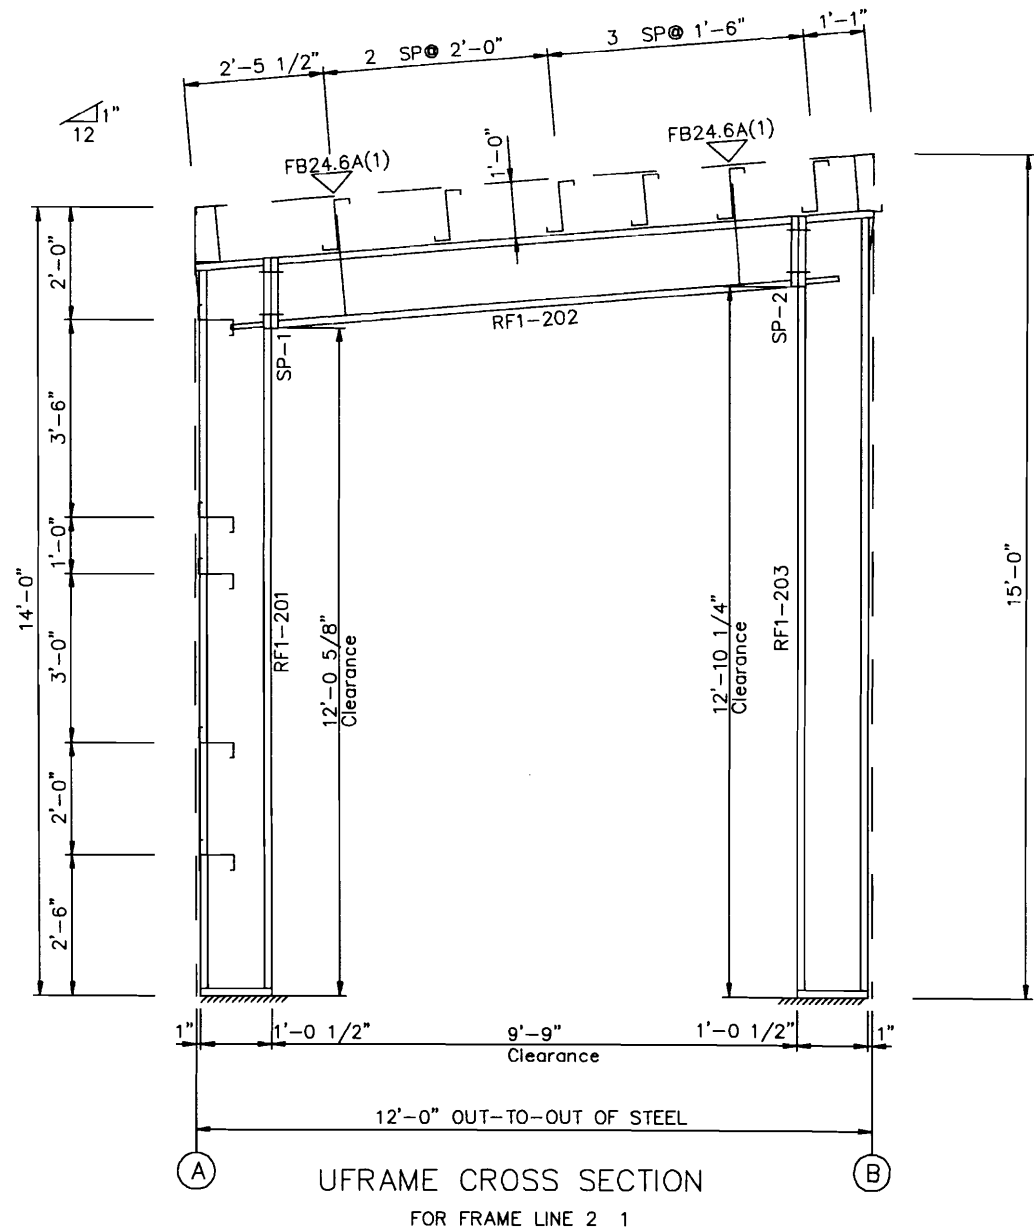 2'-5 1/2"
2 SP@ 2'-0"
3 SP@ 1'-6"
1'-1"
1"
12
FB24.6A(1)
FB24.6A(1)
1'-0"
2'-0"
3'-6"
1'-0"
3'-0"
2'-0"
2'-6"
14'-0"
15'-0"
RF1-202
SP-1
SP-2
RF1-201
RF1-203
12'-0 5/8"
Clearance
12'-10 1/4"
Clearance
1"
1'-0 1/2"
9'-9"
Clearance
1'-0 1/2"
1"
12'-0" OUT-TO-OUT OF STEEL
A
B
UFRAME CROSS SECTION
FOR FRAME LINE 2 1